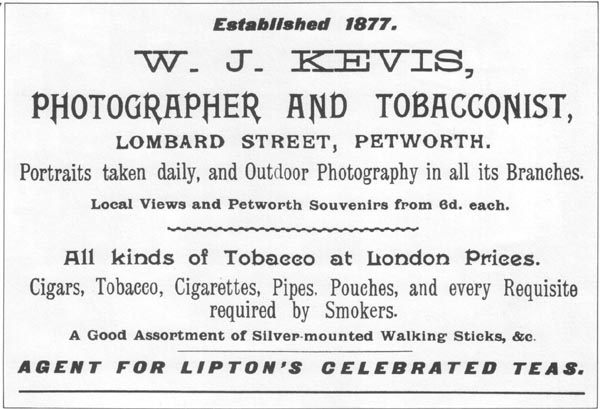 Established 1877.
W. J. KEVIS,
PHOTOGRAPHER AND TOBACCONIST,
LOMBARD STREET, PETWORTH.
Portraits taken daily, and Outdoor Photography in all its Branches.
Local Views and Petworth Souvenirs from 6d. each.
All kinds of Tobacco at London Prices.
Cigars, Tobacco, Cigarettes, Pipes. Pouches, and every Requisite
required by Smokers.
A Good Assortment of Silver-mounted Walking Sticks, &c.
AGENT FOR LIPTON'S CELEBRATED TEAS.